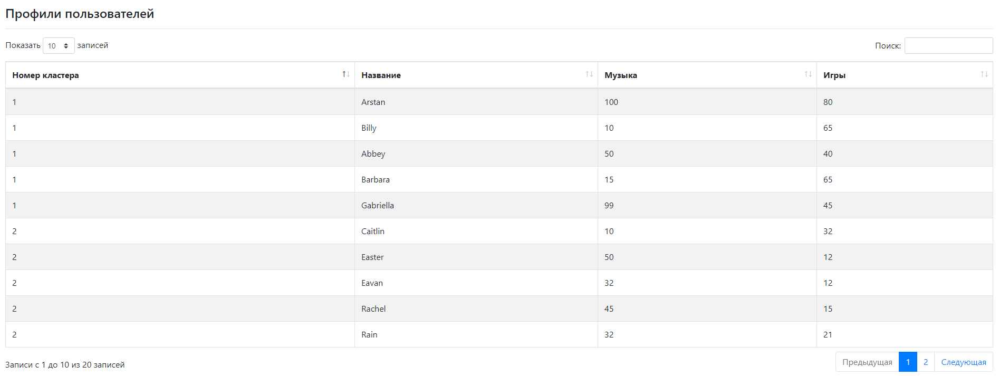 Профили пользователей
Показать 10 записей Поиск:
Номер кластера Название Музыка Игры
1 Arstan 100 80
1 Billy 10 65
1 Abbey 50 40
1 Barbara 15 65
1 Gabriella 99 45
2 Caitlin 10 32
2 Easter 50 12
2 Eavan 32 12
2 Rachel 45 15
2 Rain 32 21
Записи с 1 до 10 из 20 записей Предыдущая 1 2 Следующая